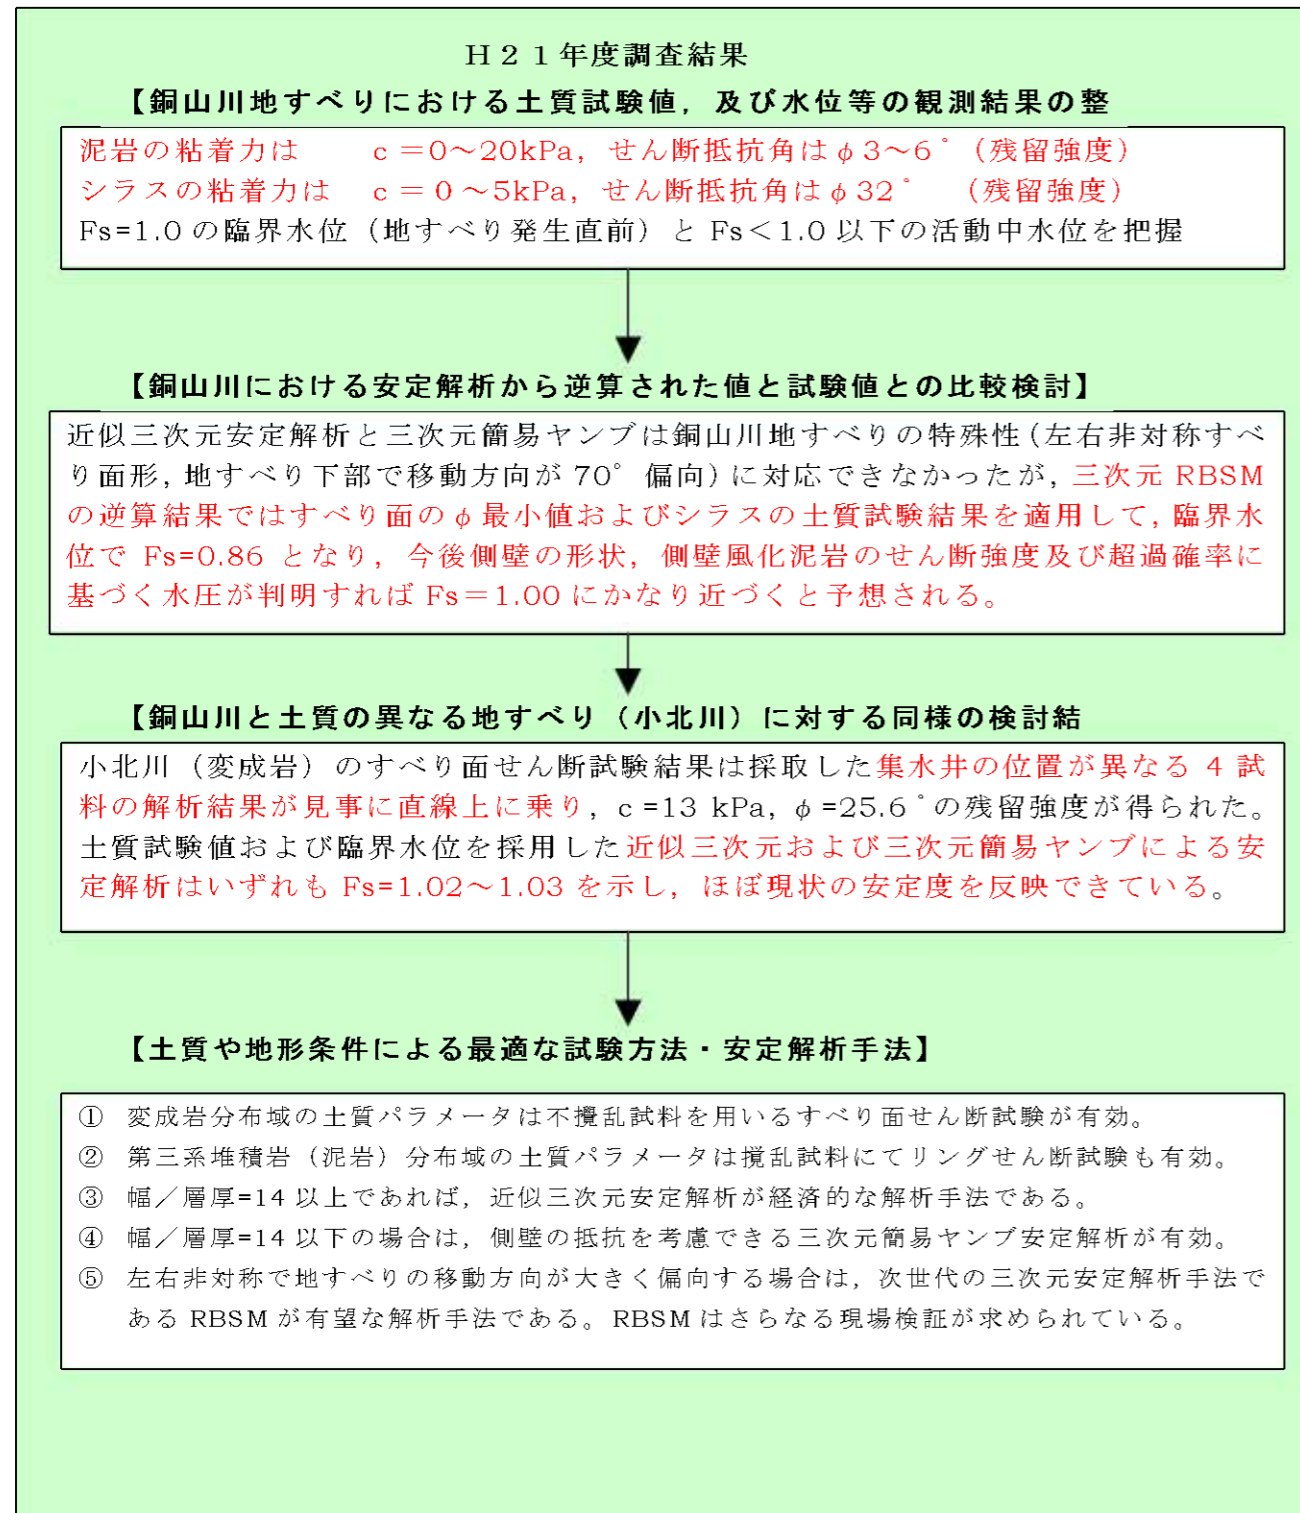 H21年度調査結果
【銅山川地すべりにおける土質試験値，及び水位等の観測結果の整
泥岩の粘着力は　　c＝0～20kPa，せん断抵抗角はφ3～6°（残留強度）
シラスの粘着力は　c＝0～5kPa，せん断抵抗角はφ32°　（残留強度）
Fs=1.0の臨界水位（地すべり発生直前）とFs＜1.0以下の活動中水位を把握
【銅山川における安定解析から逆算された値と試験値との比較検討】
近似三次元安定解析と三次元簡易ヤンブは銅山川地すべりの特殊性（左右非対称すべ
り面形，地すべり下部で移動方向が70°偏向）に対応できなかったが，三次元RBSM
の逆算結果ではすべり面のφ最小値およびシラスの土質試験結果を適用して，臨界水
位でFs=0.86となり，今後側壁の形状，側壁風化泥岩のせん断強度及び超過確率に
基づく水圧が判明すればFs＝1.00にかなり近づくと予想される。
【銅山川と土質の異なる地すべり（小北川）に対する同様の検討結
小北川（変成岩）のすべり面せん断試験結果は採取した集水井の位置が異なる4試
料の解析結果が見事に直線上に乗り，c=13 kPa，φ=25.6°の残留強度が得られた。
土質試験値および臨界水位を採用した近似三次元および三次元簡易ヤンブによる安
定解析はいずれもFs=1.02～1.03を示し，ほぼ現状の安定度を反映できている。
【土質や地形条件による最適な試験方法・安定解析手法】
① 変成岩分布域の土質パラメータは不攪乱試料を用いるすべり面せん断試験が有効。
② 第三系堆積岩（泥岩）分布域の土質パラメータは攪乱試料にてリングせん断試験も有効。
③ 幅／層厚=14以上であれば，近似三次元安定解析が経済的な解析手法である。
④ 幅／層厚=14以下の場合は，側壁の抵抗を考慮できる三次元簡易ヤンブ安定解析が有効。
⑤ 左右非対称で地すべりの移動方向が大きく偏向する場合は，次世代の三次元安定解析手法で
あるRBSMが有望な解析手法である。RBSMはさらなる現場検証が求められている。